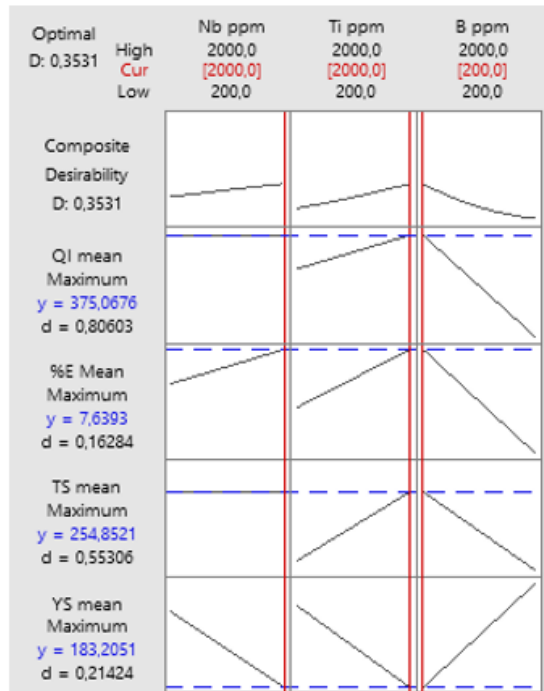 Optimal
D: 0,3531
High
Cur
Low
Nb ppm
2000,0
[2000,0]
200,0
Ti ppm
2000,0
[2000,0]
200,0
B ppm
2000,0
[200,0]
200,0
Composite
Desirability
D: 0,3531
QI mean
Maximum
y = 375,0676
d = 0,80603
%E Mean
Maximum
y = 7,6393
d = 0,16284
TS mean
Maximum
y = 254,8521
d = 0,55306
YS mean
Maximum
y = 183,2051
d = 0,21424